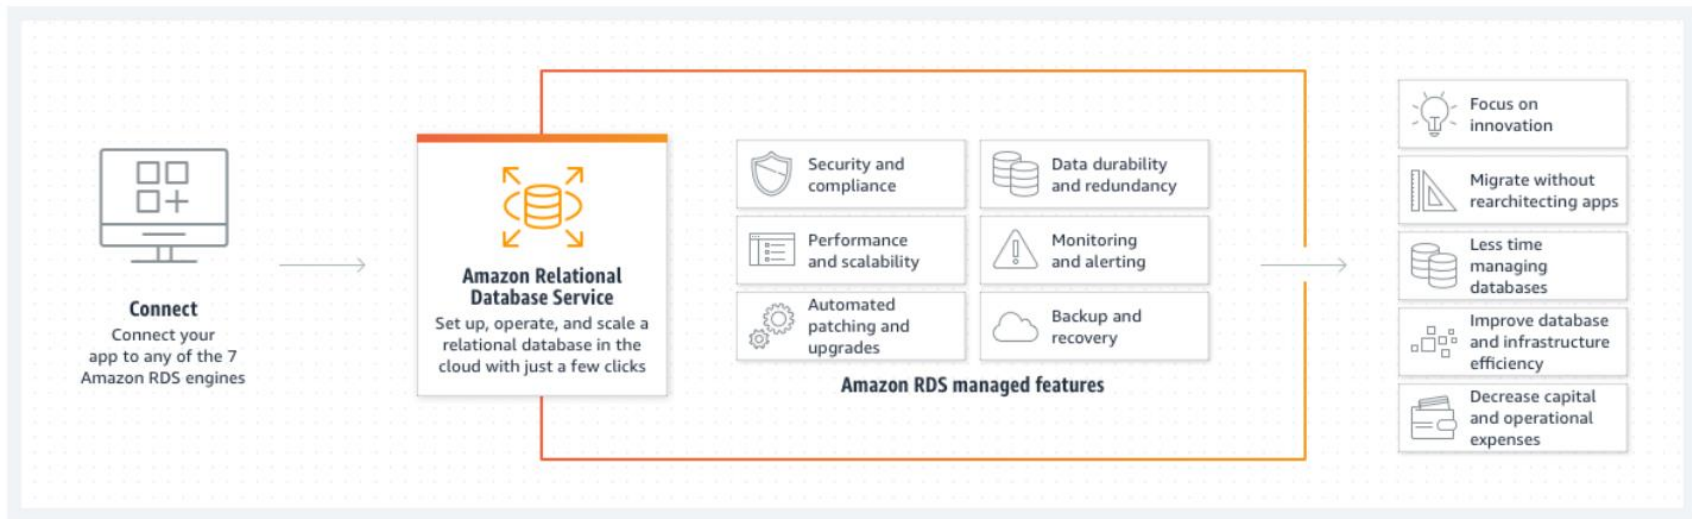 Connect
Connect your
app to any of the 7
Amazon RDS engines
Amazon Relational
Database Service
Set up, operate, and scale a
relational database in the
cloud with just a few clicks
Security and
compliance
Data durability
and redundancy
Performance
and scalability
Monitoring
and alerting
Automated
patching and
upgrades
Backup and
recovery
Amazon RDS managed features
Focus on
innovation
Migrate without
rearchitecting apps
Less time
managing
databases
Improve database
and infrastructure
efficiency
Decrease capital
and operational
expenses